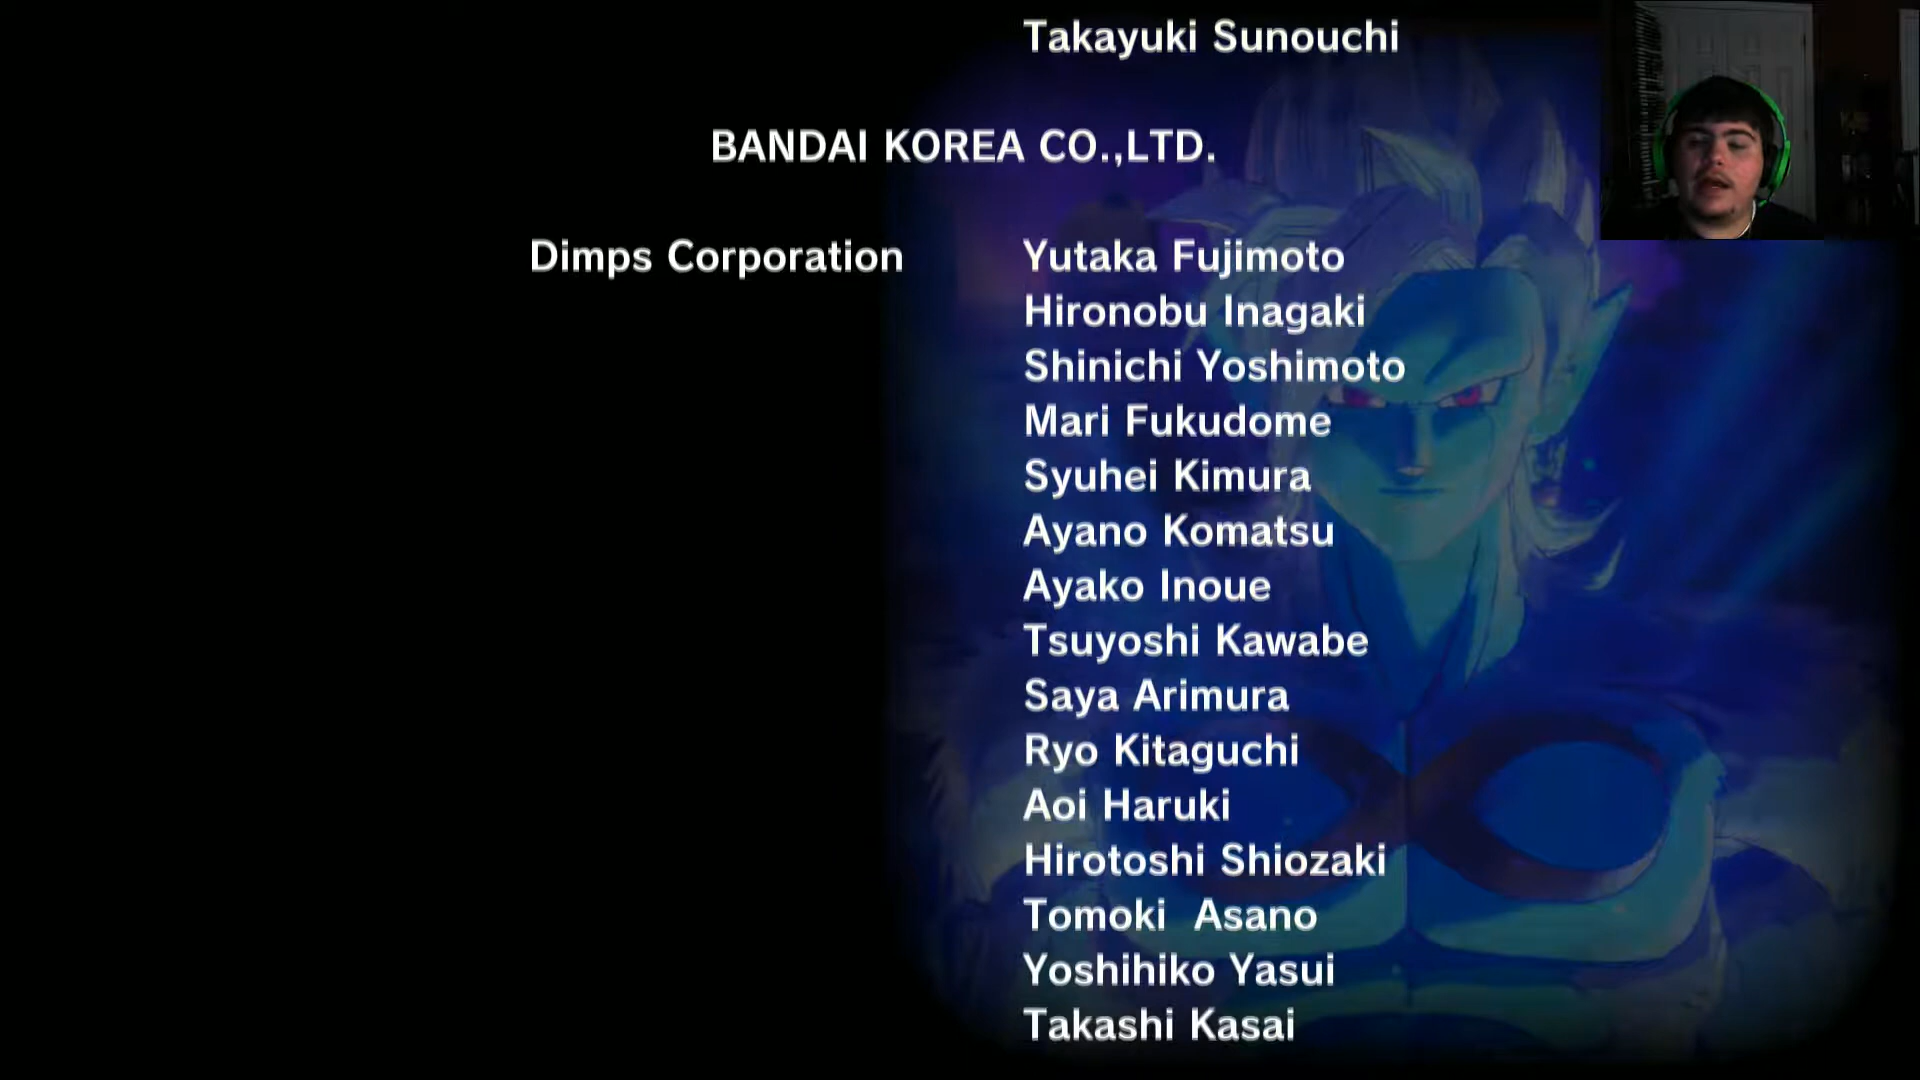 Takayuki Sunouchi
BANDAI KOREA CO.,LTD.
Dimps Corporation Yutaka Fujimoto
Hironobu Inagaki
Shinichi Yoshimoto
Mari Fukudome
Syuhei Kimura
Ayano Komatsu
Ayako Inoue
Tsuyoshi Kawabe
Saya Arimura
Ryo Kitaguchi
Aoi Haruki
Hirotoshi Shiozaki
Tomoki  Asano
Yoshihiko Yasui
Takashi Kasai